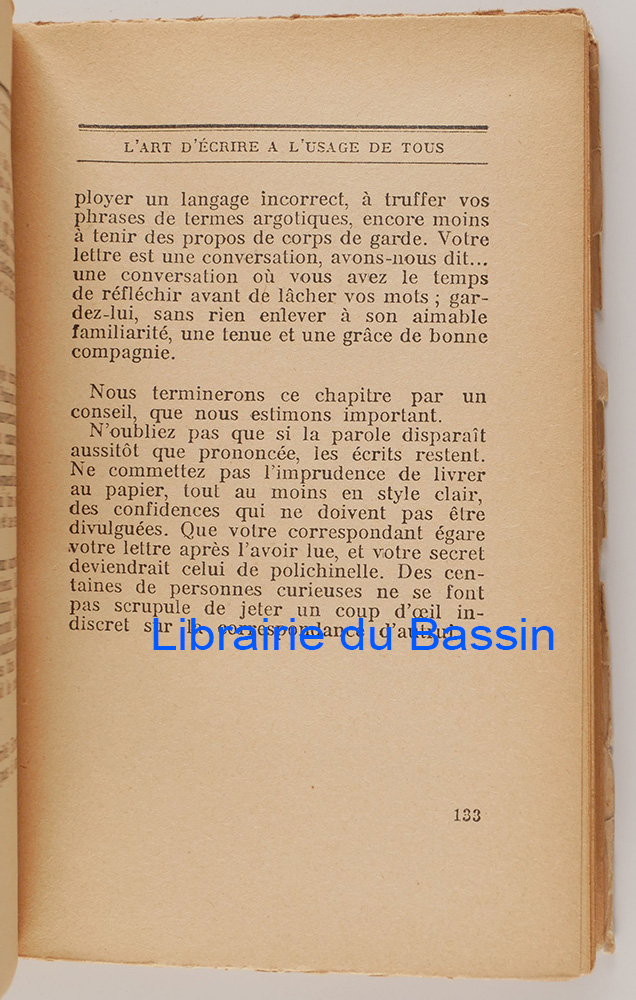 L'ART D'ÉCRIRE A L'USAGE DE TOUS
ployer un langage incorrect, à truffer vos
phrases de termes argotiques, encore moins
à tenir des propos de corps de garde. Votre
lettre est une conversation, avons-nous dit...
une conversation où vous avez le temps
de réfléchir avant de lâcher vos mots ; gar-
dez-lui, sans rien enlever à son aimable
familiarité, une tenue et une grâce de bonne
compagnie.
Nous terminerons ce chapitre par un
conseil, que nous estimons important.
N'oubliez pas que si la parole disparaît
aussitôt que prononcée, les écrits restent.
Ne commettez pas l'imprudence de livrer
au papier, tout au moins en style clair,
des confidences qui ne doivent pas être
divulguées. Que votre correspondant égare
votre lettre après l'avoir lue, et votre secret
deviendrait celui de polichinelle. Des cen-
taines de personnes curieuses ne se font
pas scrupule de jeter un coup d'œil in-
discret sur la correspondance d'autrui.
Librairie du Bassin
133